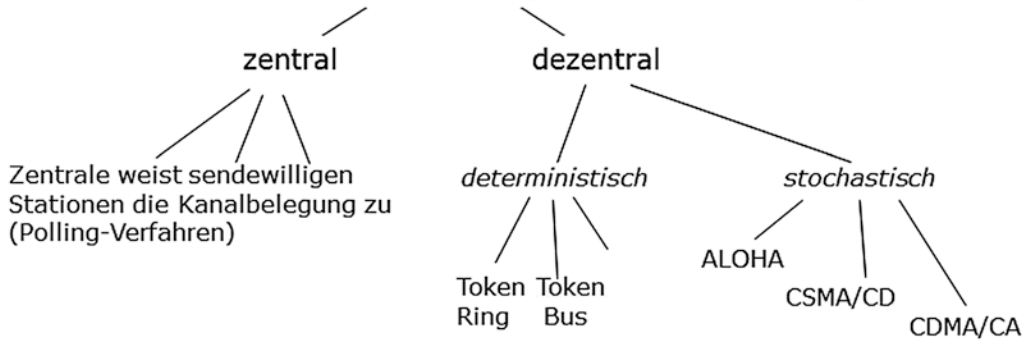 zentral
dezentral
Zentrale weist sendewilligen
Stationen die Kanalbelegung zu
(Polling-Verfahren)
deterministisch
stochastisch
Token
Ring
Token
Bus
ALOHA
CSMA/CD
CDMA/CA